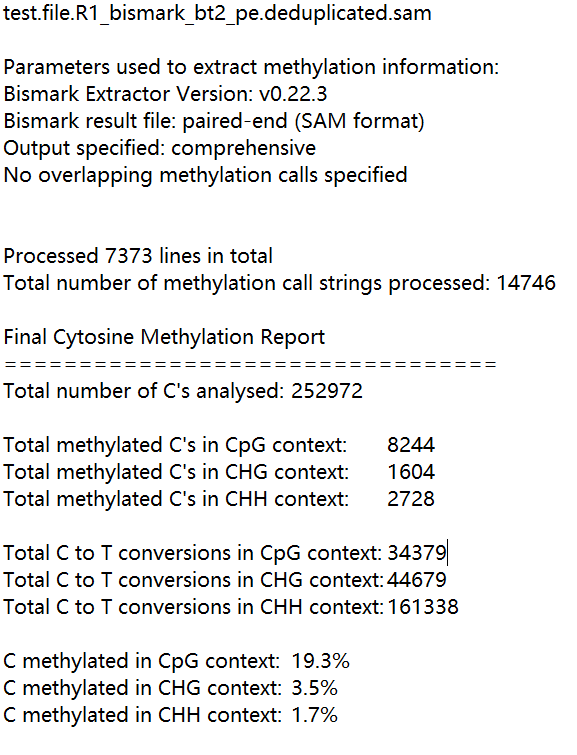 test.file.R1_bismark_bt2_pe.deduplicated.sam
Parameters used to extract methylation information:
Bismark Extractor Version: v0.22.3
Bismark result file: paired-end (SAM format)
Output specified: comprehensive
No overlapping methylation calls specified
Processed 7373 lines in total
Total number of methylation call strings processed: 14746
Final Cytosine Methylation Report
=================================
Total number of C's analysed: 252972
Total methylated C's in CpG context: 8244
Total methylated C's in CHG context: 1604
Total methylated C's in CHH context: 2728
Total C to T conversions in CpG context: 34379
Total C to T conversions in CHG context: 44679
Total C to T conversions in CHH context: 161338
C methylated in CpG context: 19.3%
C methylated in CHG context: 3.5%
C methylated in CHH context: 1.7%